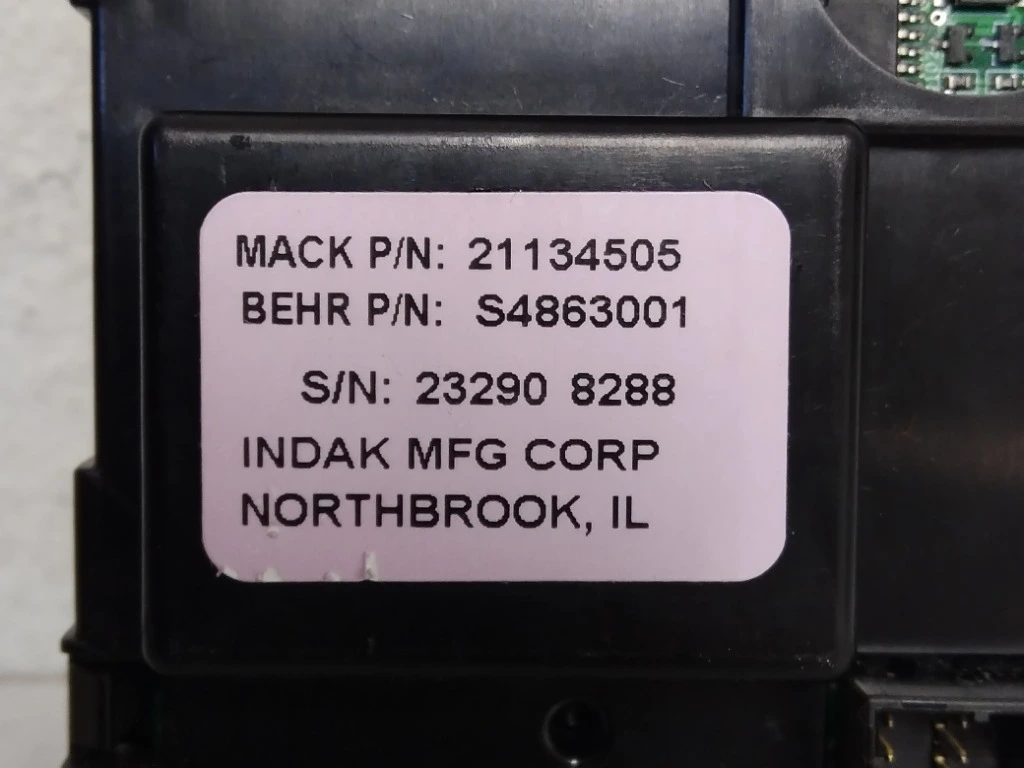 MACK P/N: 21134505
BEHR P/N: S4863001
S/N: 23290 8288
INDAK MFG CORP
NORTHBROOK, IL